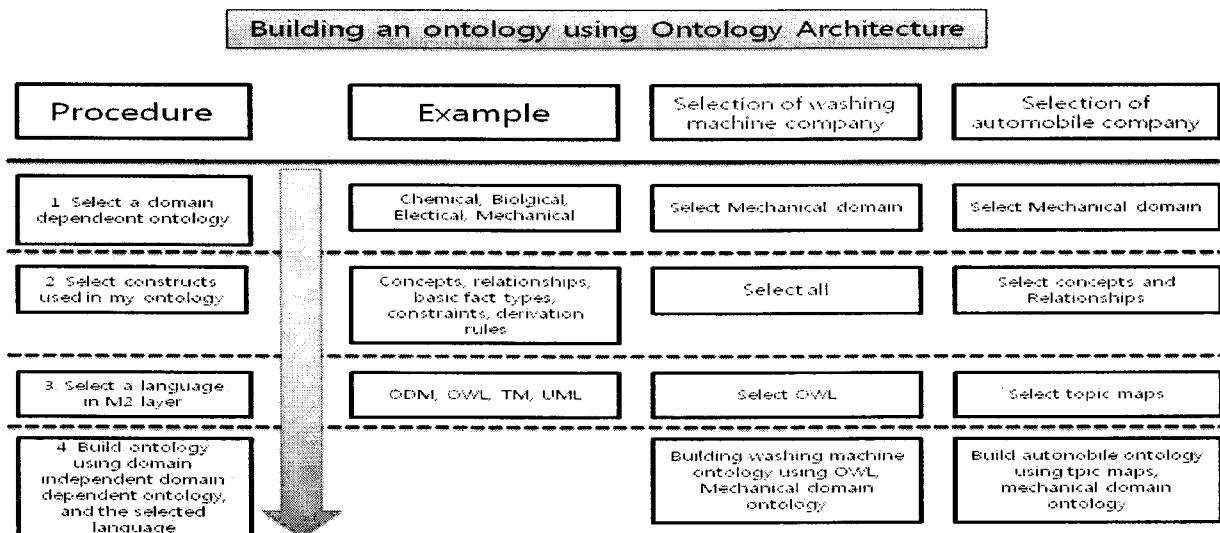 Building an ontology using Ontology Architecture
Procedure
Example
Selection of washing
machine company
Selection of
automobile company
1. Select a domain
dependeont ontology
Chemical, Biolgical,
Electical, Mechanical
Select Mechanical domain
Select Mechanical domain
2. Select constructs
used in my ontology
Concepts, relationships,
basic fact types,
constraints, derivation
rules
Select all
Select concepts and
Relationships
3. Select a language
in M2 layer
ODM, OWL, TM, UML
Select OWL
Select topic maps
4. Build ontology
using domain
independent domain
dependent ontology,
and the selected
language
Building washing machine
ontology using OWL,
Mechanical domain
ontology
Build autonobile ontology
using tpic maps,
mechanical domain
ontology